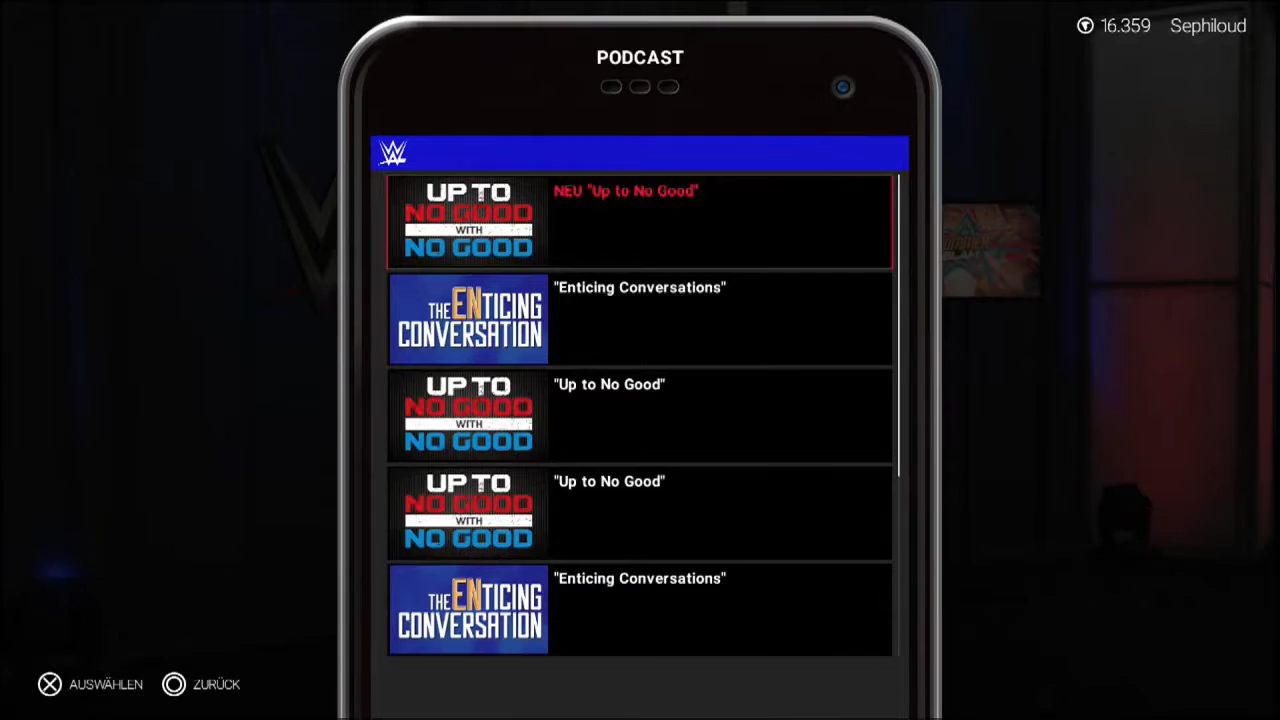 16.359 Sephiloud
PODCAST
W
UP TO
NO GOOD
WITH
NO GOOD
NEU "Up to No Good"
THE ENTICING
CONVERSATION
"Enticing Conversations"
UP TO
NO GOOD
WITH
NO GOOD
"Up to No Good"
UP TO
NO GOOD
WITH
NO GOOD
"Up to No Good"
THE ENTICING
CONVERSATION
"Enticing Conversations"
AUSWÄHLEN ZURÜCK